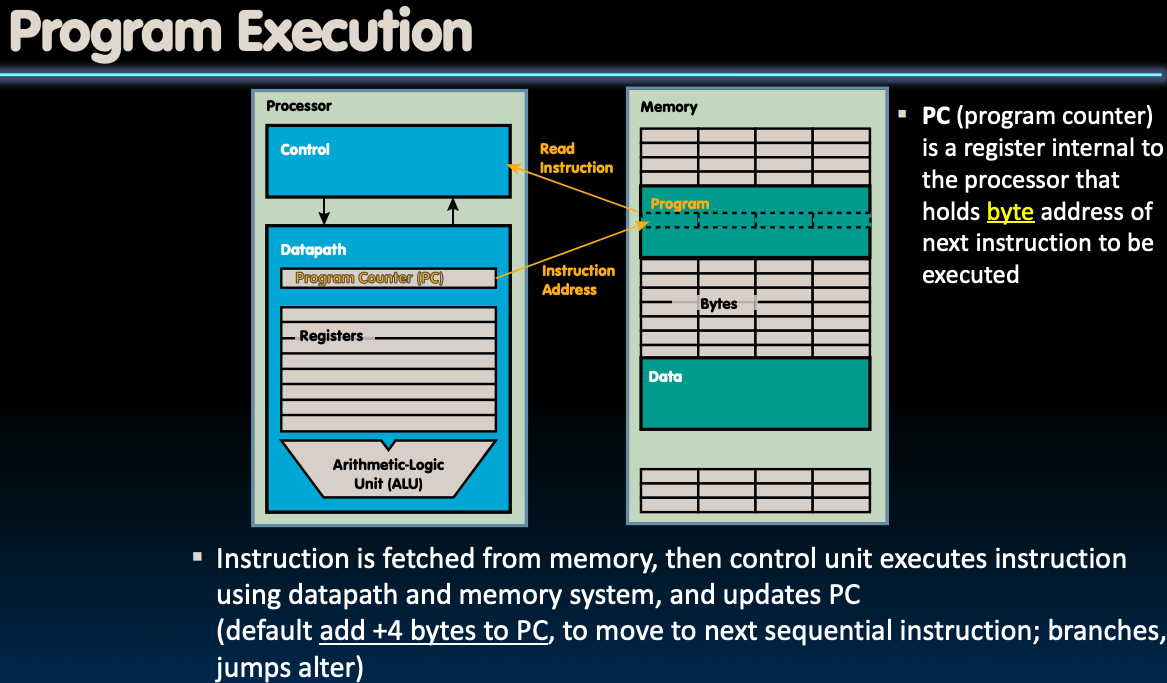 Program Execution
Processor
Control
Datapath
Program Counter (PC)
Registers
Arithmetic-Logic
Unit (ALU)
Read
Instruction
Instruction
Address
Memory
Program
Bytes
Data
▪ PC (program counter)
is a register internal to
the processor that
holds byte address of
next instruction to be
executed
▪ Instruction is fetched from memory, then control unit executes instruction
using datapath and memory system, and updates PC
(default add +4 bytes to PC, to move to next sequential instruction; branches,
jumps alter)